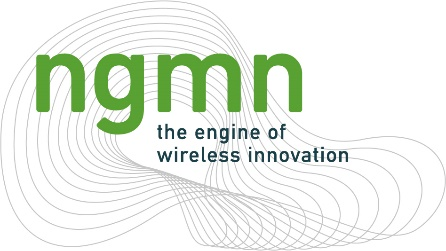 ngmn
the engine of
wireless innovation